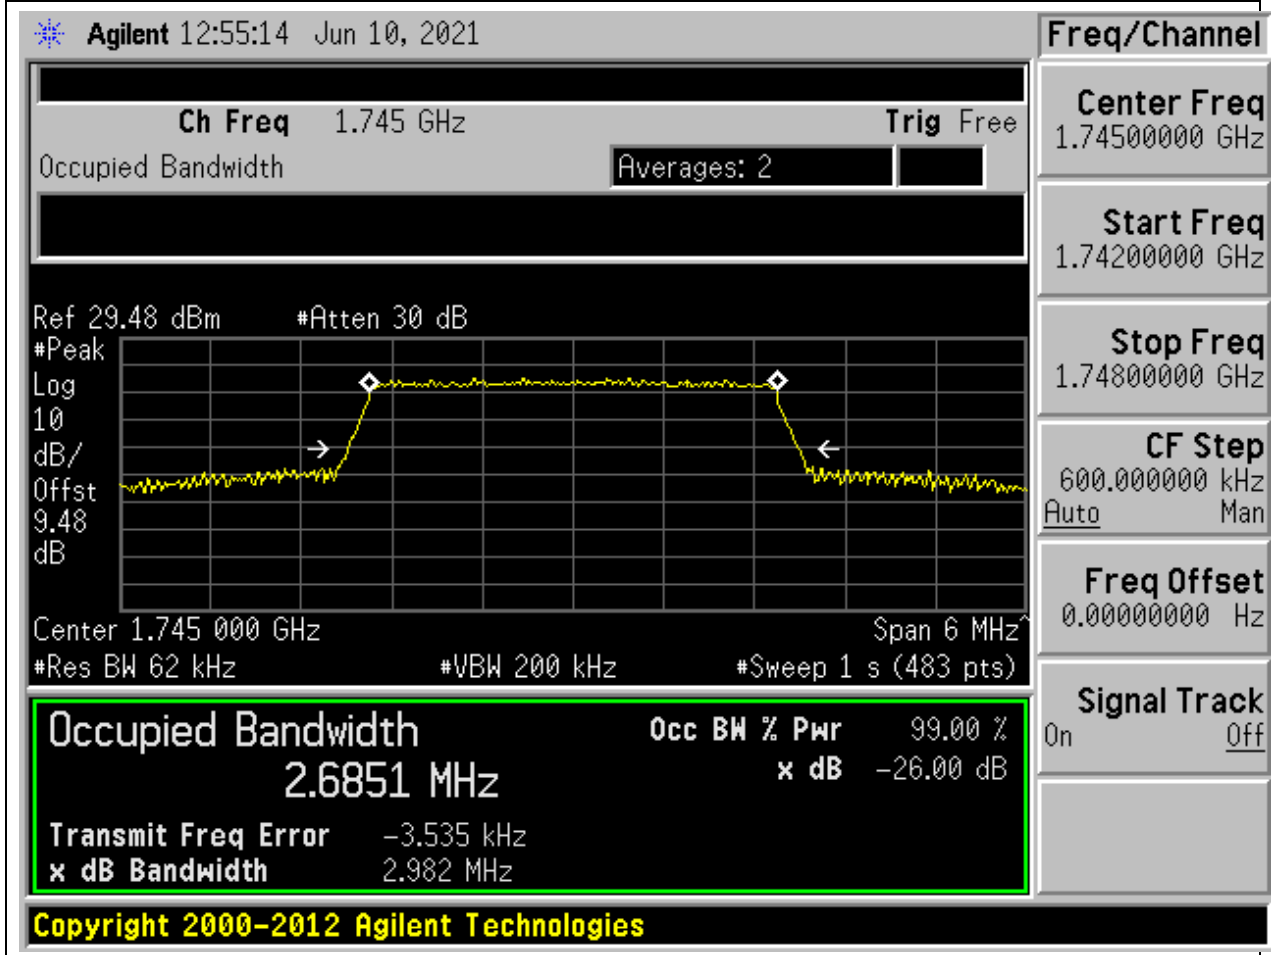 Agilent 12:55:14 Jun 10, 2021
Freq/Channel
Ch Freq 1.745 GHz Trig Free
Occupied Bandwidth Averages: 2
Center Freq
1.74500000 GHz
Start Freq
1.74200000 GHz
Stop Freq
1.74800000 GHz
CF Step
600.000000 kHz
Auto Man
Freq Offset
0.00000000 Hz
Signal Track
On Off
Ref 29.48 dBm #Atten 30 dB
#Peak
Log
10
dB/
Offst
9.48
dB
Center 1.745 000 GHz Span 6 MHz^
#Res BW 62 kHz #VBW 200 kHz #Sweep 1 s (483 pts)
Occupied Bandwidth Occ BW % Pwr 99.00 %
2.6851 MHz x dB -26.00 dB
Transmit Freq Error -3.535 kHz
x dB Bandwidth 2.982 MHz
Copyright 2000-2012 Agilent Technologies